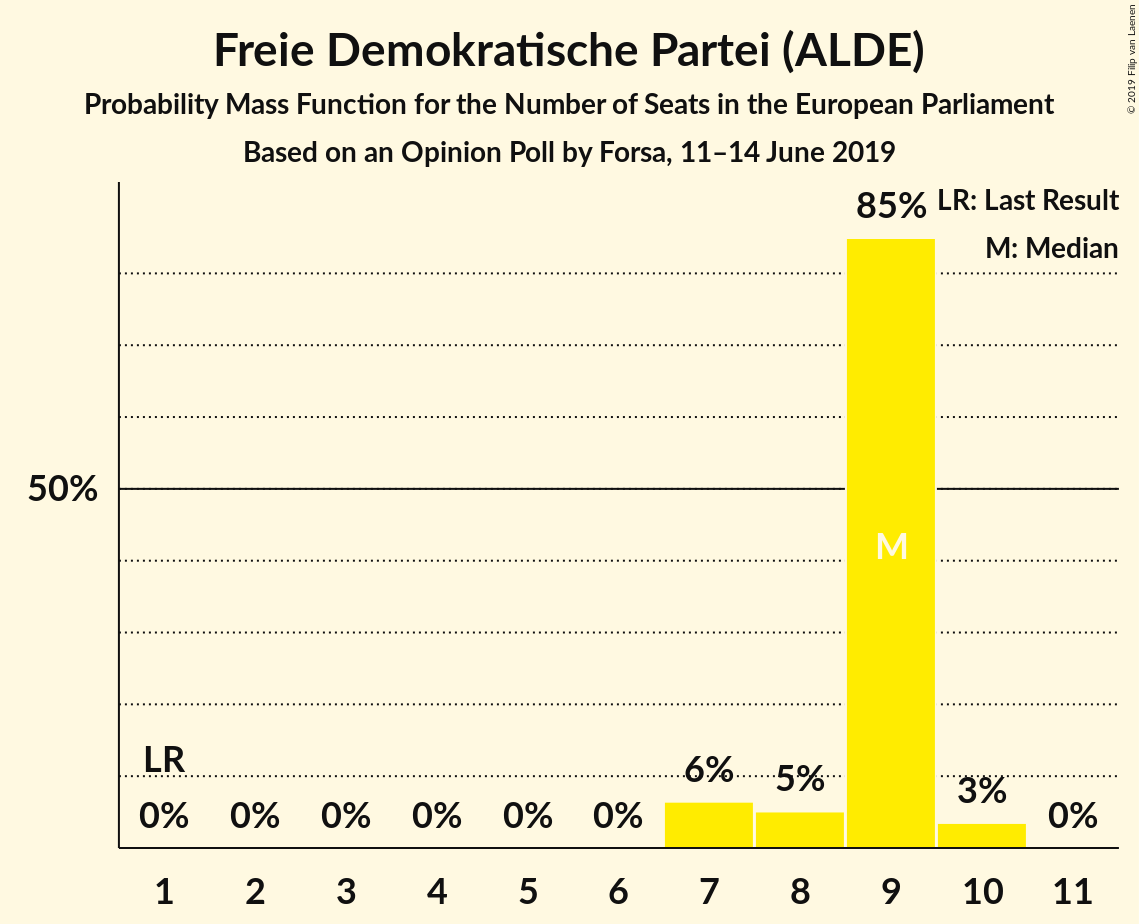 Freie Demokratische Partei (ALDE)
Probability Mass Function for the Number of Seats in the European Parliament
Based on an Opinion Poll by Forsa, 11–14 June 2019
© 2019 Filip van Laenen
85%
LR: Last Result
M: Median
50%
M
LR
0%
0%
0%
0%
0%
0%
6%
5%
3%
0%
1
2
3
4
5
6
7
8
9
10
11